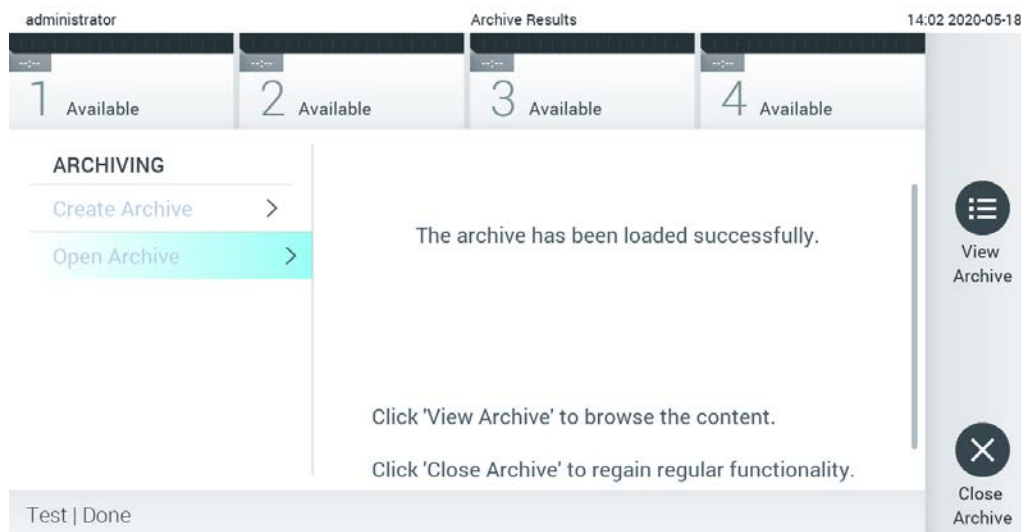 administrator Archive Results 14:02 2020-05-18
--:-- --:-- --:-- --:--
1 Available 2 Available 3 Available 4 Available
ARCHIVING
Create Archive
Open Archive
The archive has been loaded successfully.
Click 'View Archive' to browse the content.
Click 'Close Archive' to regain regular functionality.
View
Archive
Close
Archive
Test | Done